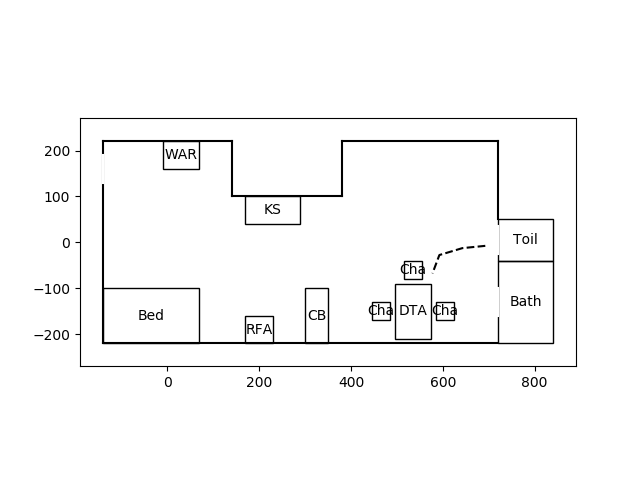 200
100
0
−100
−200
WAR
KS
Toil
Cha
Bed
RFA
CB
Cha
DTA
Cha
Bath
0
200
400
600
800